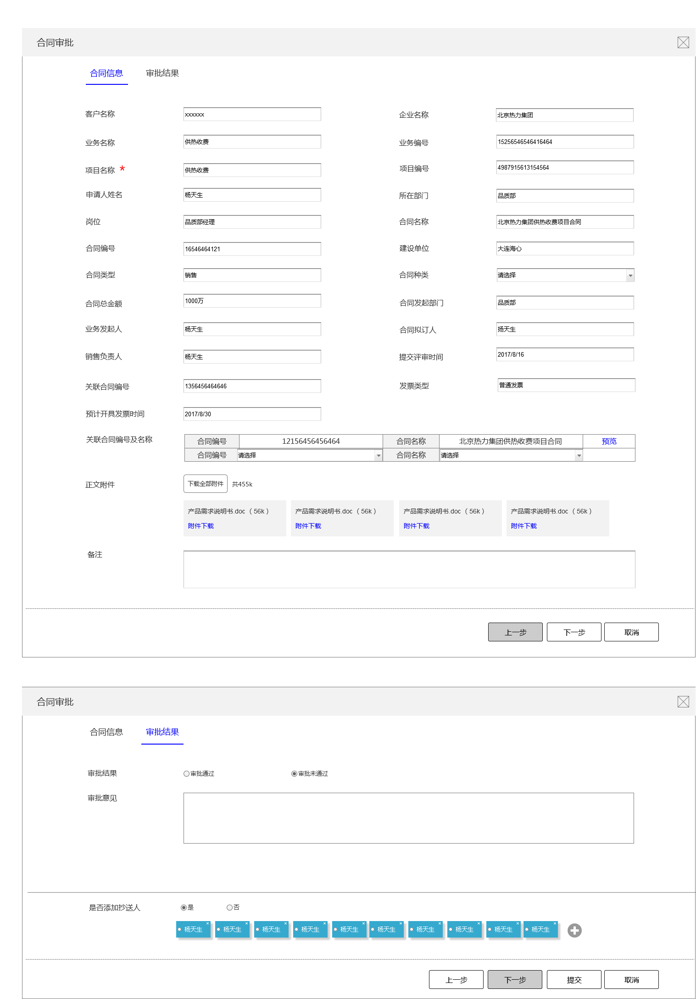 合同审批
合同信息 审批结果
客户名称 xxxxxx 企业名称 北京热力集团
业务名称 供热收费 业务编号 15256546546416464
项目名称 * 供热收费 项目编号 4987915613154564
申请人姓名 杨天生 所在部门 品质部
岗位 品质部经理 合同名称 北京热力集团供热收费项目合同
合同编号 16546464121 建设单位 大连海心
合同类型 销售 合同种类 请选择
合同总金额 1000万 合同发起部门 品质部
业务发起人 杨天生 合同拟订人 扬天生
销售负责人 杨天生 提交评审时间 2017/8/16
关联合同编号 1356456464646 发票类型 普通发票
预计开具发票时间 2017/8/30
关联合同编号及名称 合同编号 12156456456464 合同名称 北京热力集团供热收费项目合同 预览
合同编号 请选择 合同名称 请选择
正文附件 下载全部附件 共455k
产品需求说明书.doc（56k） 产品需求说明书.doc（56k） 产品需求说明书.doc（56k） 产品需求说明书.doc（56k）
附件下载 附件下载 附件下载 附件下载
备注
上一步 下一步 取消
合同审批
合同信息 审批结果
审批结果 审批通过 审批未通过
审批意见
是否添加抄送人 是 否
杨天生 杨天生 杨天生 杨天生 杨天生 杨天生 杨天生 杨天生 杨天生 杨天生
上一步 下一步 提交 取消